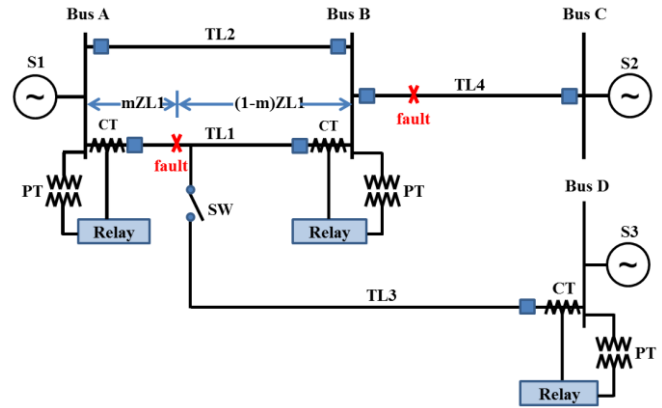 Bus A
Bus B
Bus C
TL2
S1
S2
~
~
mZL1
(1-m)ZL1
TL4
fault
CT
TL1
CT
fault
PT
PT
SW
Bus D
Relay
Relay
S3
~
CT
TL3
PT
Relay